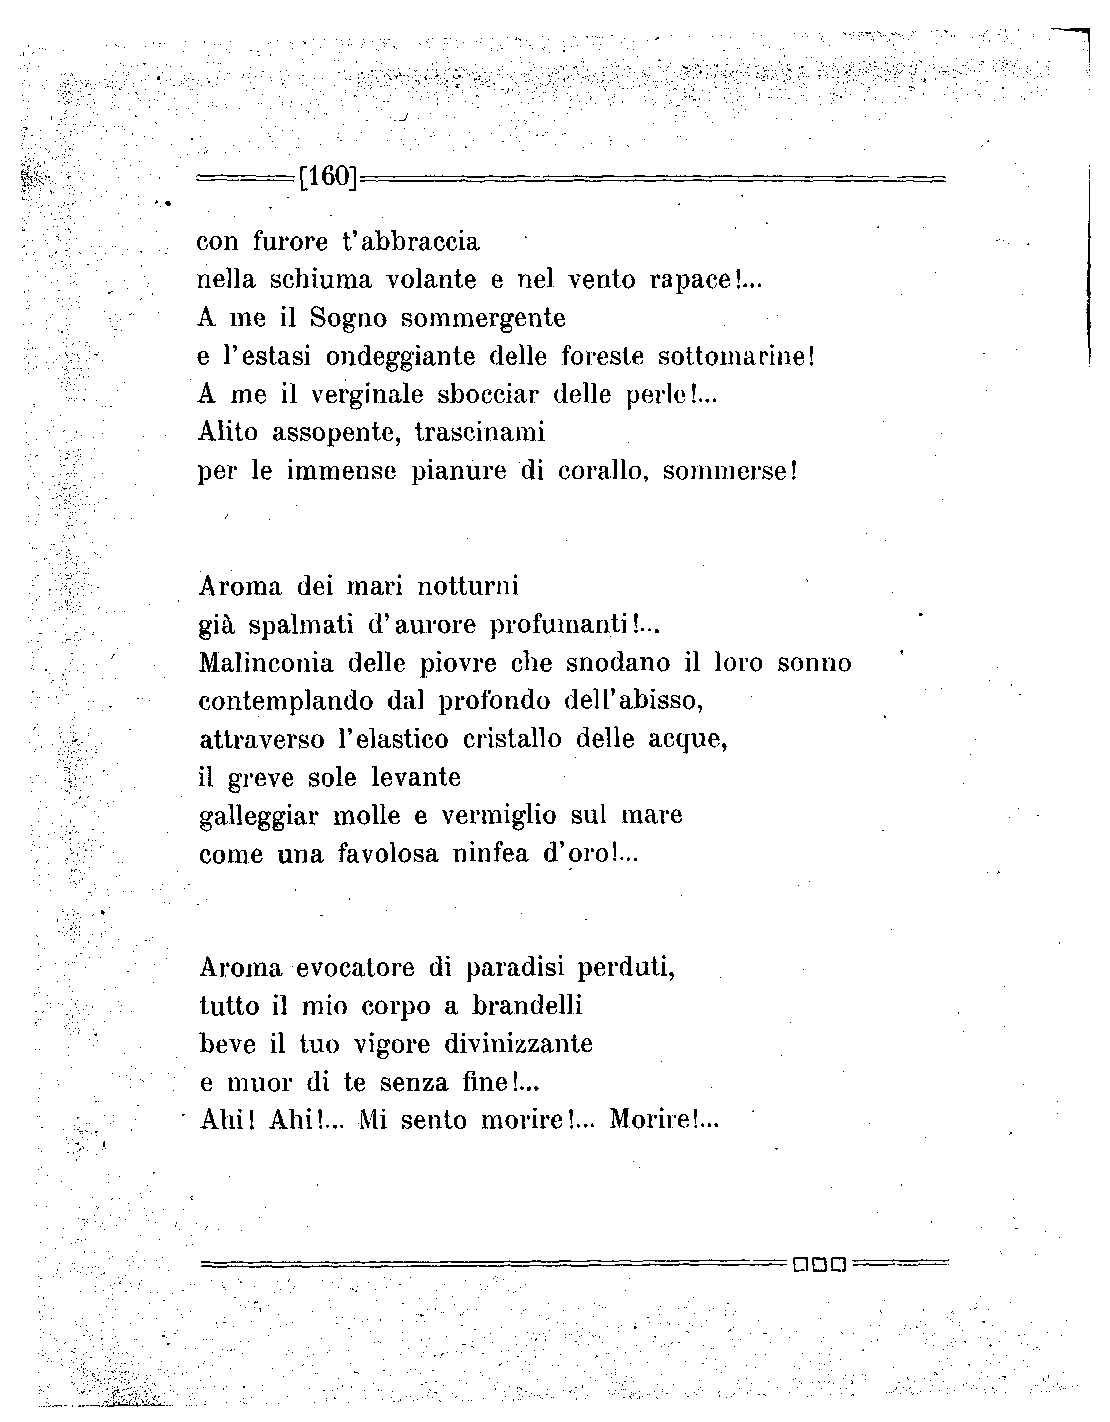 [160]
con furore t'abbraccia
nella schiuma volante e nel vento rapace!...
A me il Sogno sommergente
e l'estasi ondeggiante delle foreste sottomarine!
A me il verginale sbocciar delle perle!...
Alito assopente, trascinami
per le immense pianure di corallo, sommerse!
Aroma dei mari notturni
già spalmati d'aurore profumanti!...
Malinconia delle piovre che snodano il loro sonno
contemplando dal profondo dell'abisso,
attraverso l'elastico cristallo delle acque,
il greve sole levante
galleggiar molle e vermiglio sul mare
come una favolosa ninfea d'oro!...
Aroma evocatore di paradisi perduti,
tutto il mio corpo a brandelli
beve il tuo vigore divinizzante
e muor di te senza fine!...
Ahi! Ahi!... Mi sento morire!... Morire!...